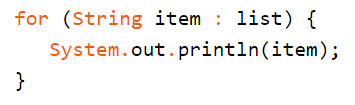 for (String item : list) {
   System.out.println(item);
}